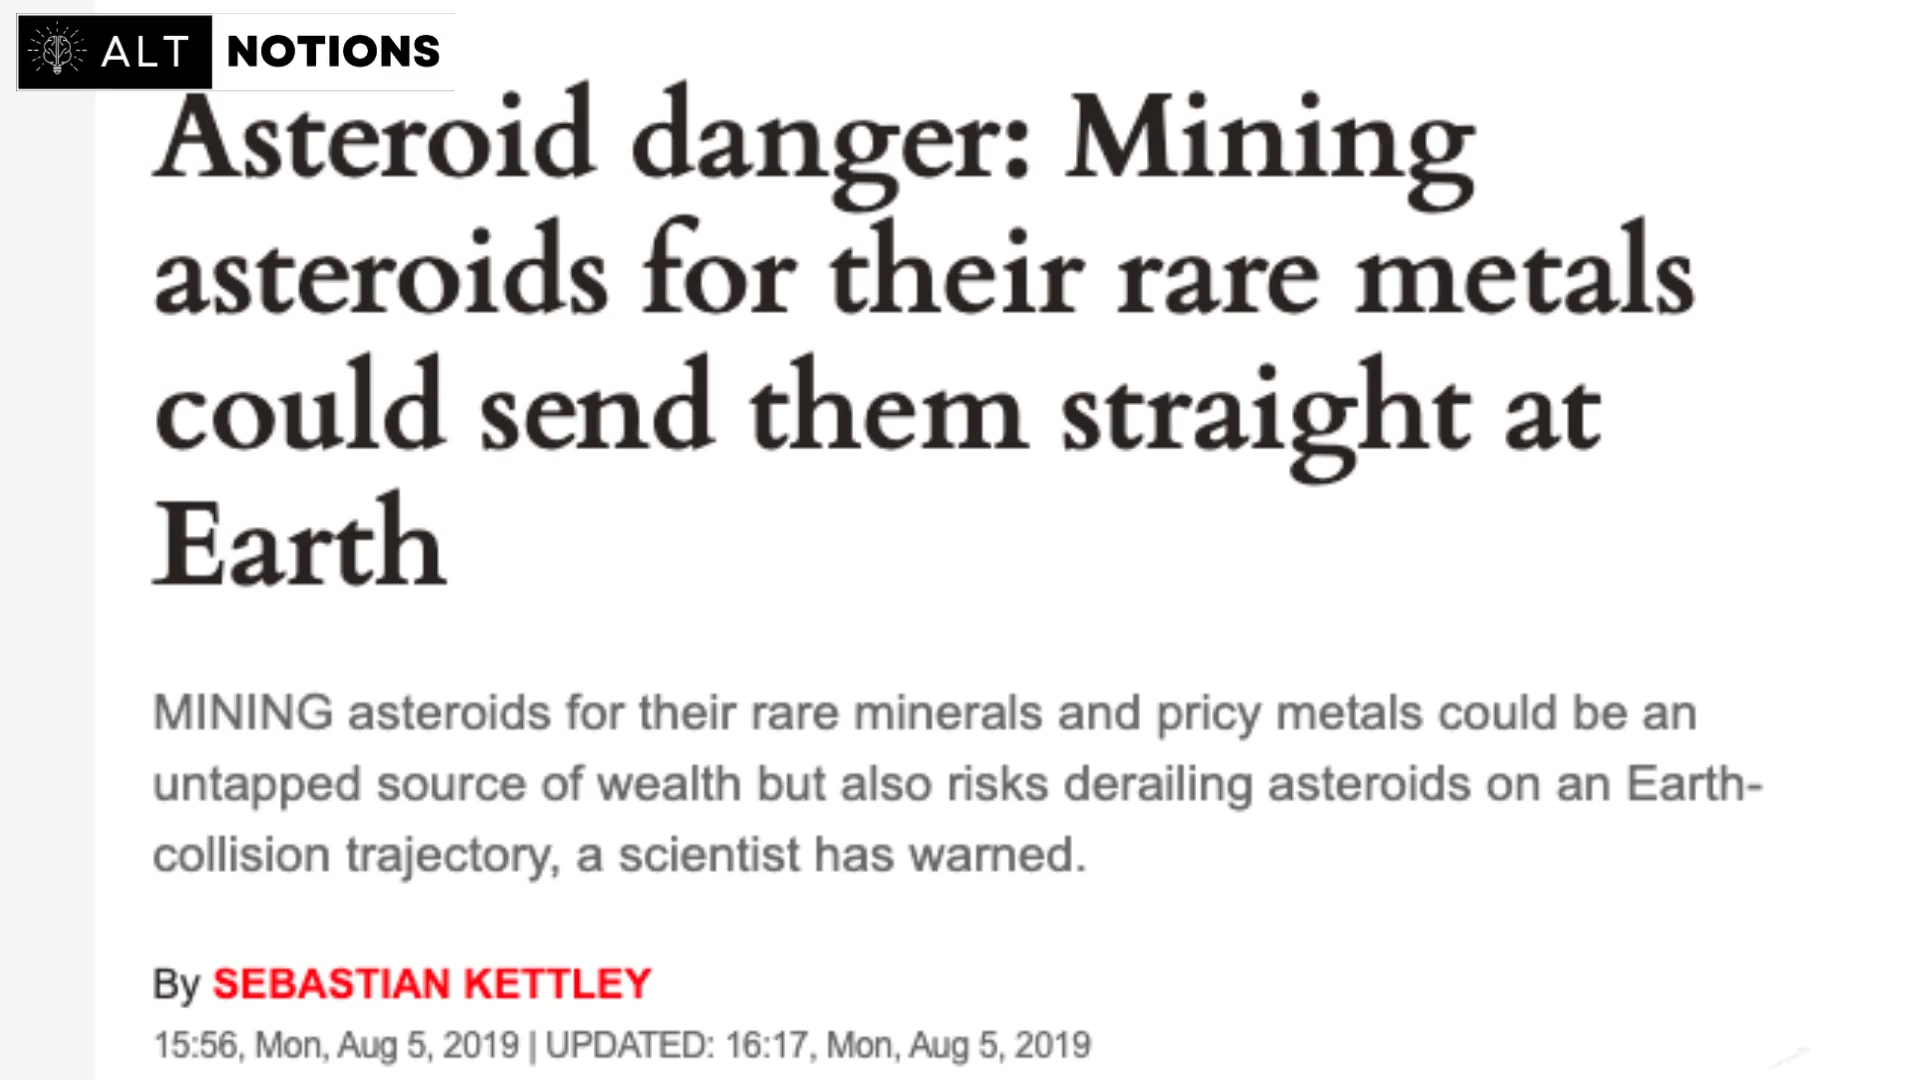 ALT NOTIONS
Asteroid danger: Mining
asteroids for their rare metals
could send them straight at
Earth
MINING asteroids for their rare minerals and pricy metals could be an
untapped source of wealth but also risks derailing asteroids on an Earth-
collision trajectory, a scientist has warned.
By SEBASTIAN KETTLEY
15:56, Mon, Aug 5, 2019 | UPDATED: 16:17, Mon, Aug 5, 2019